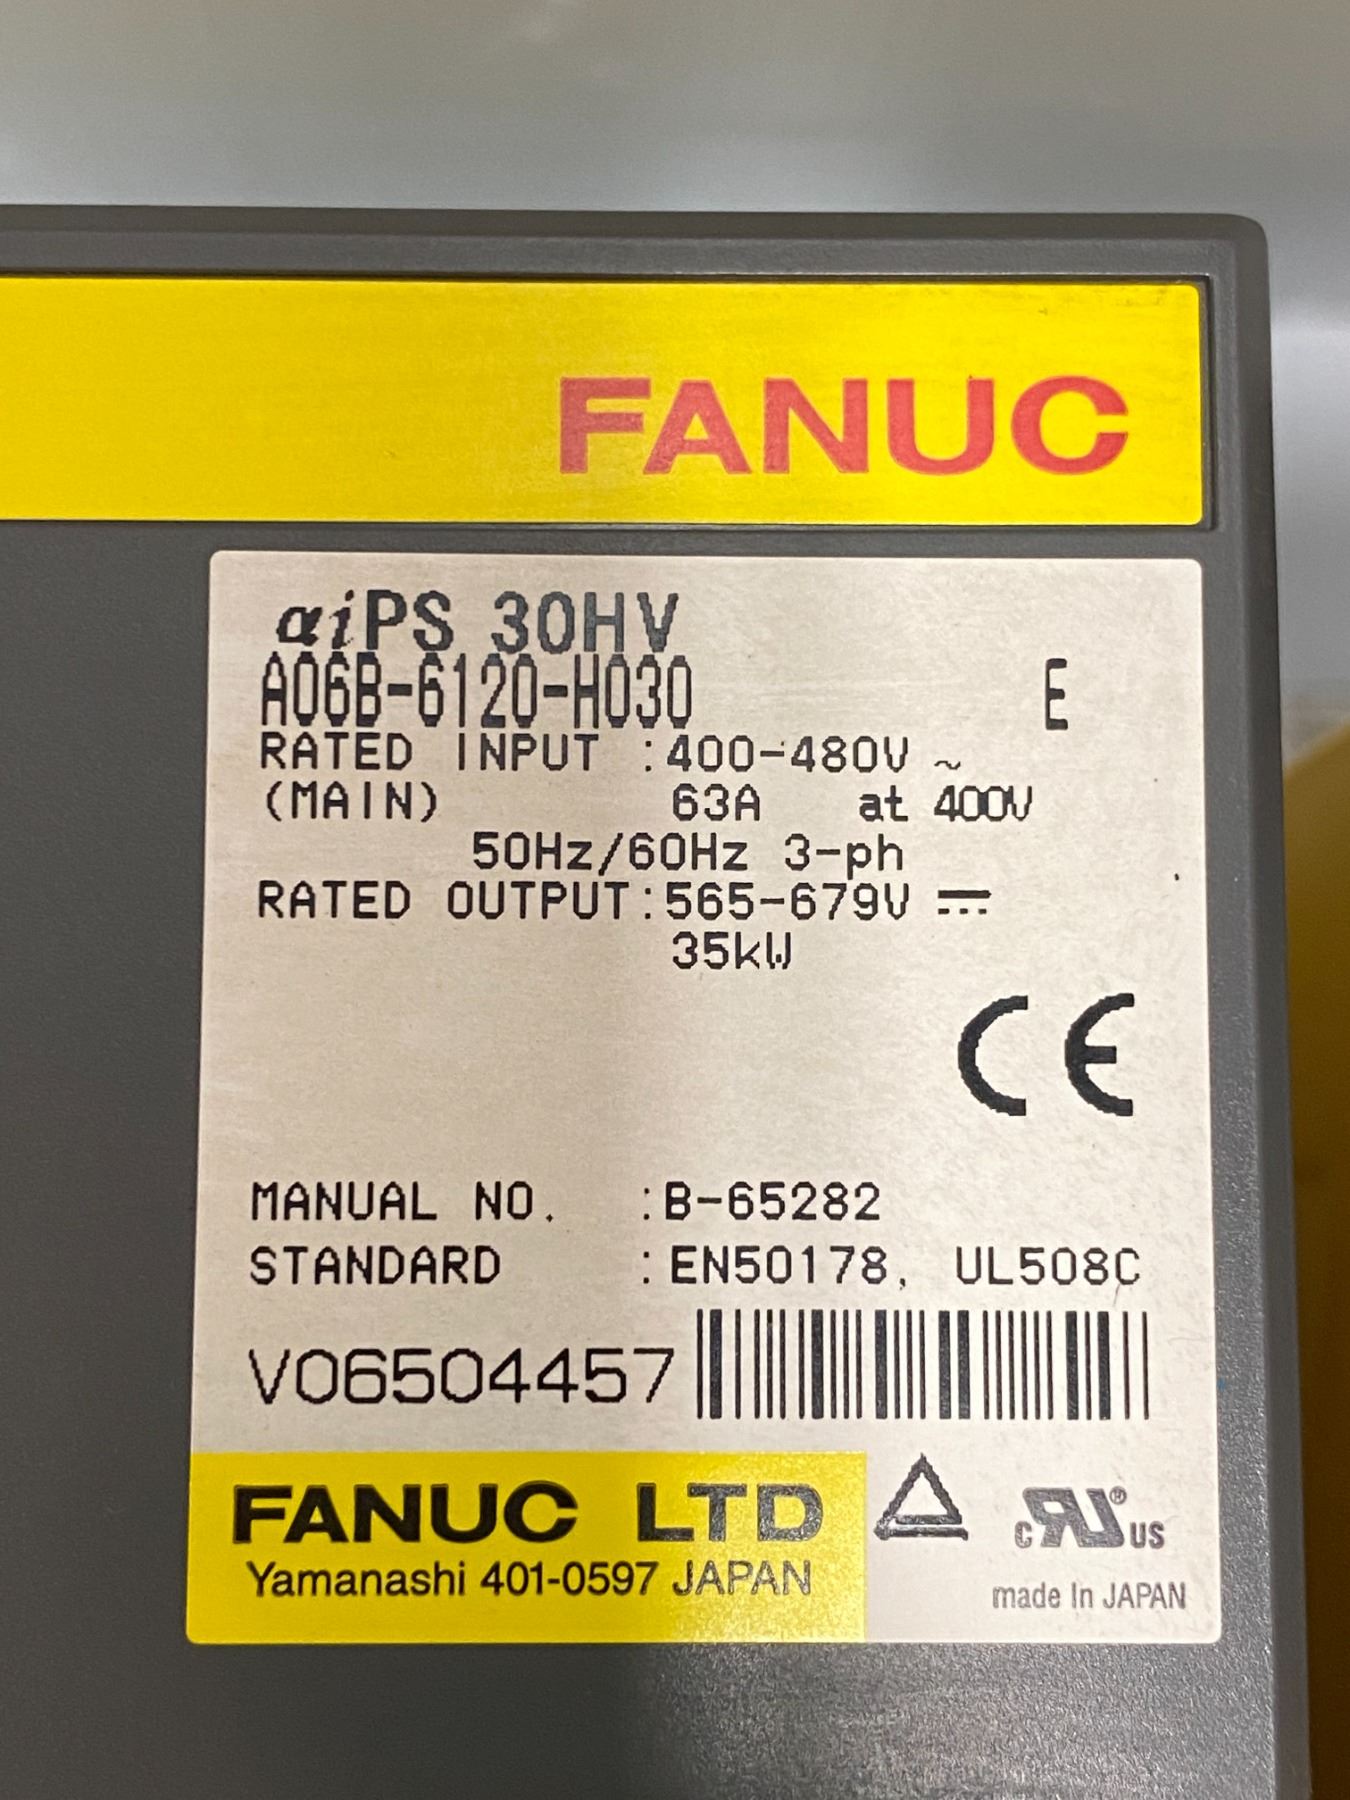 FANUC
αiPS 30HV
A06B-6120-H030 E
RATED INPUT :400-480V ~
(MAIN) 63A at 400V
50Hz/60Hz 3-ph
RATED OUTPUT:565-679V ⎓
35kW
CE
MANUAL NO. :B-65282
STANDARD :EN50178, UL508C
V06504457
FANUC LTD
Yamanashi 401-0597 JAPAN
c RU ® US
made In JAPAN